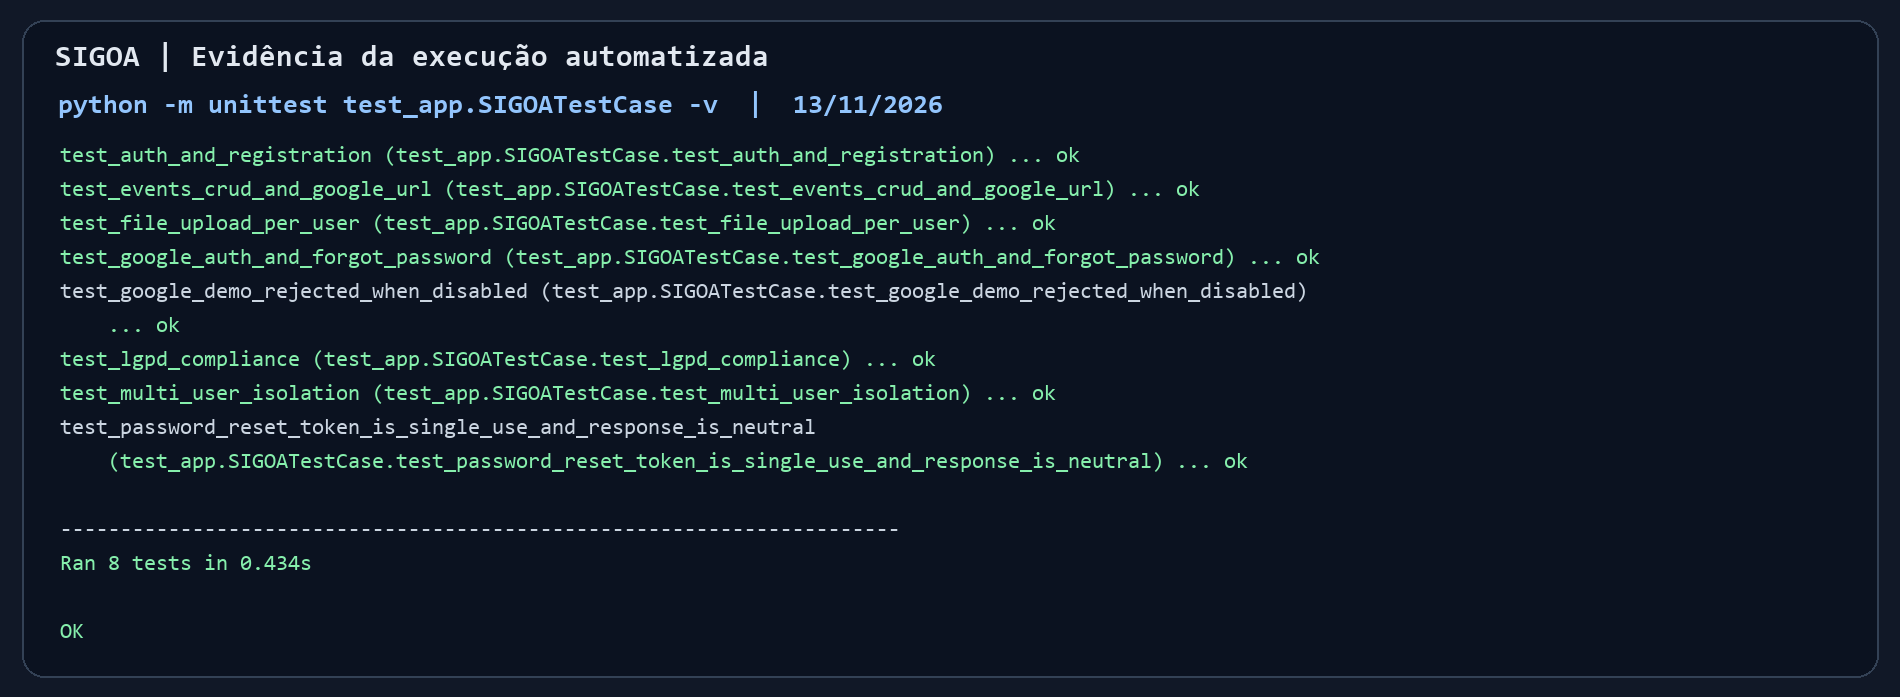 SIGOA | Evidência da execução automatizada
python -m unittest test_app.SIGOATestCase -v | 13/11/2026
test_auth_and_registration (test_app.SIGOATestCase.test_auth_and_registration) ... ok
test_events_crud_and_google_url (test_app.SIGOATestCase.test_events_crud_and_google_url) ... ok
test_file_upload_per_user (test_app.SIGOATestCase.test_file_upload_per_user) ... ok
test_google_auth_and_forgot_password (test_app.SIGOATestCase.test_google_auth_and_forgot_password) ... ok
test_google_demo_rejected_when_disabled (test_app.SIGOATestCase.test_google_demo_rejected_when_disabled)
... ok
test_lgpd_compliance (test_app.SIGOATestCase.test_lgpd_compliance) ... ok
test_multi_user_isolation (test_app.SIGOATestCase.test_multi_user_isolation) ... ok
test_password_reset_token_is_single_use_and_response_is_neutral
(test_app.SIGOATestCase.test_password_reset_token_is_single_use_and_response_is_neutral) ... ok
----------------------------------------------------------------------
Ran 8 tests in 0.434s
OK